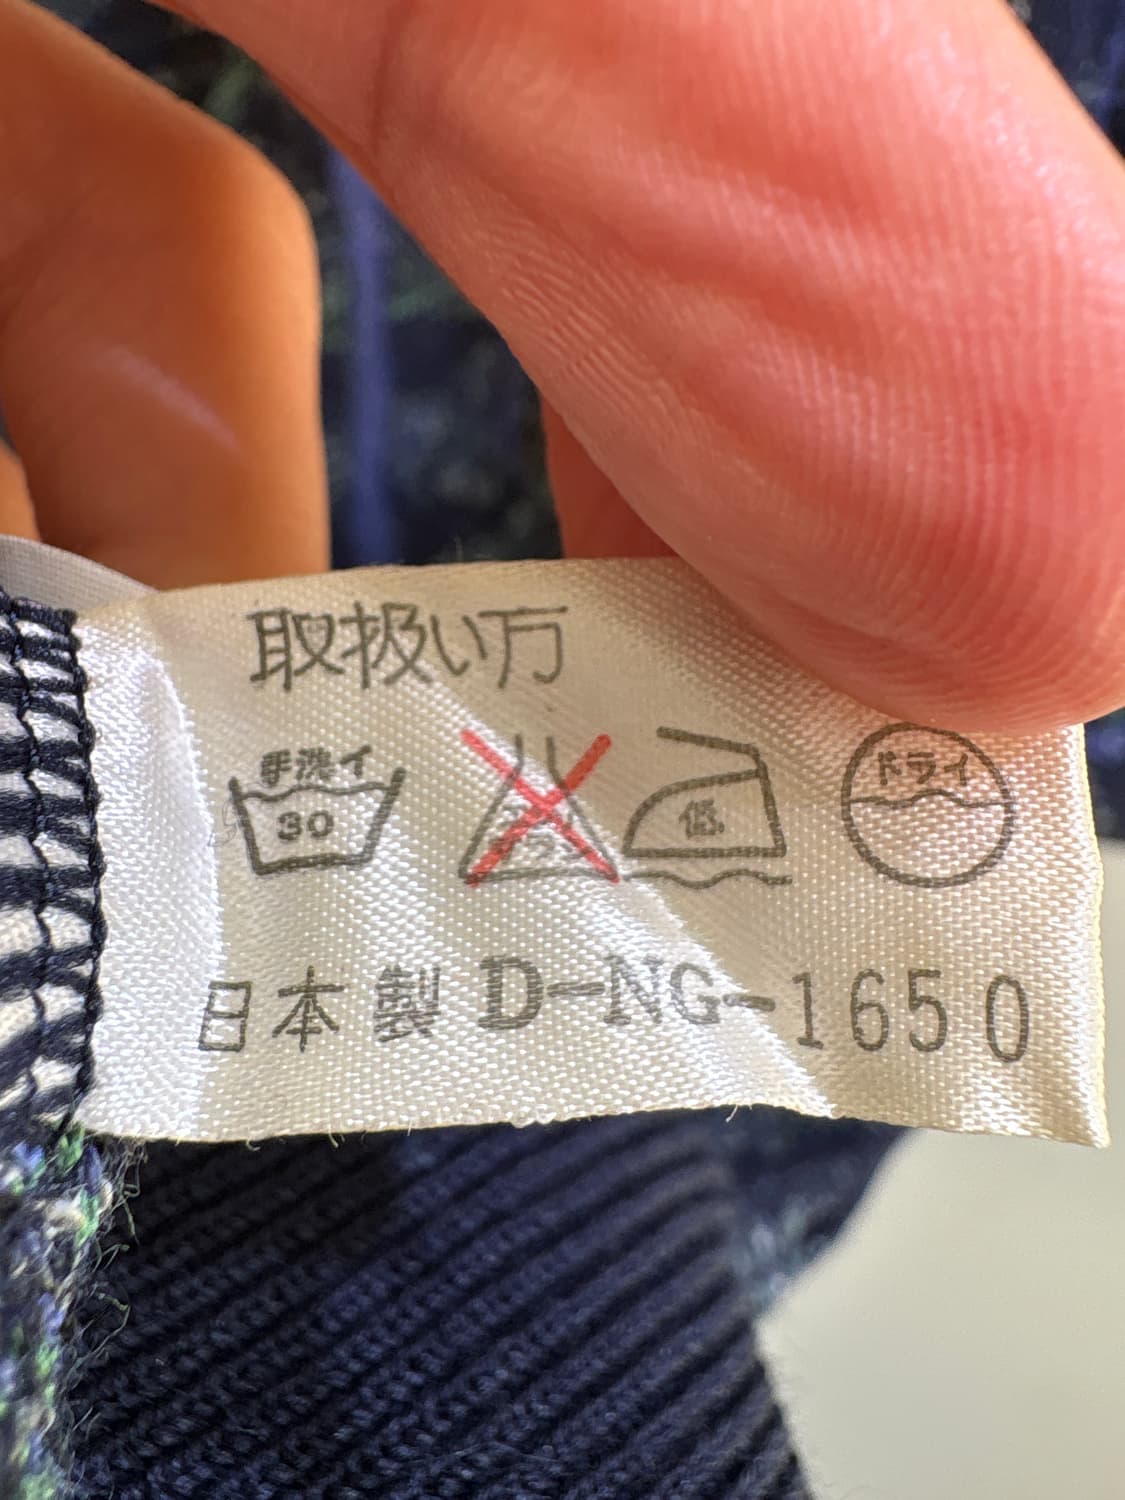 取扱い方
手洗イ
30
低
ドライ
日本製 D-NG-1650